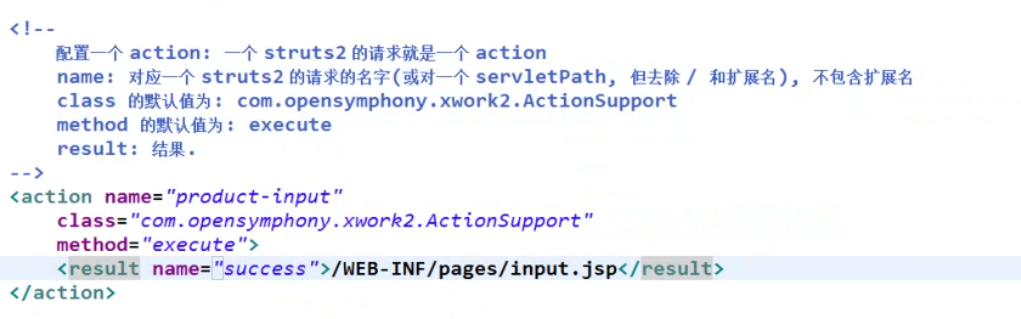 <!--
配置一个 action: 一个 struts2 的请求就是一个 action
name: 对应一个 struts2 的请求的名字(或对一个 servletPath, 但去除 / 和扩展名), 不包含扩展名
class 的默认值为: com.opensymphony.xwork2.ActionSupport
method 的默认值为: execute
result: 结果.
-->
<action name="product-input"
class="com.opensymphony.xwork2.ActionSupport"
method="execute">
<result name="success">/WEB-INF/pages/input.jsp</result>
</action>